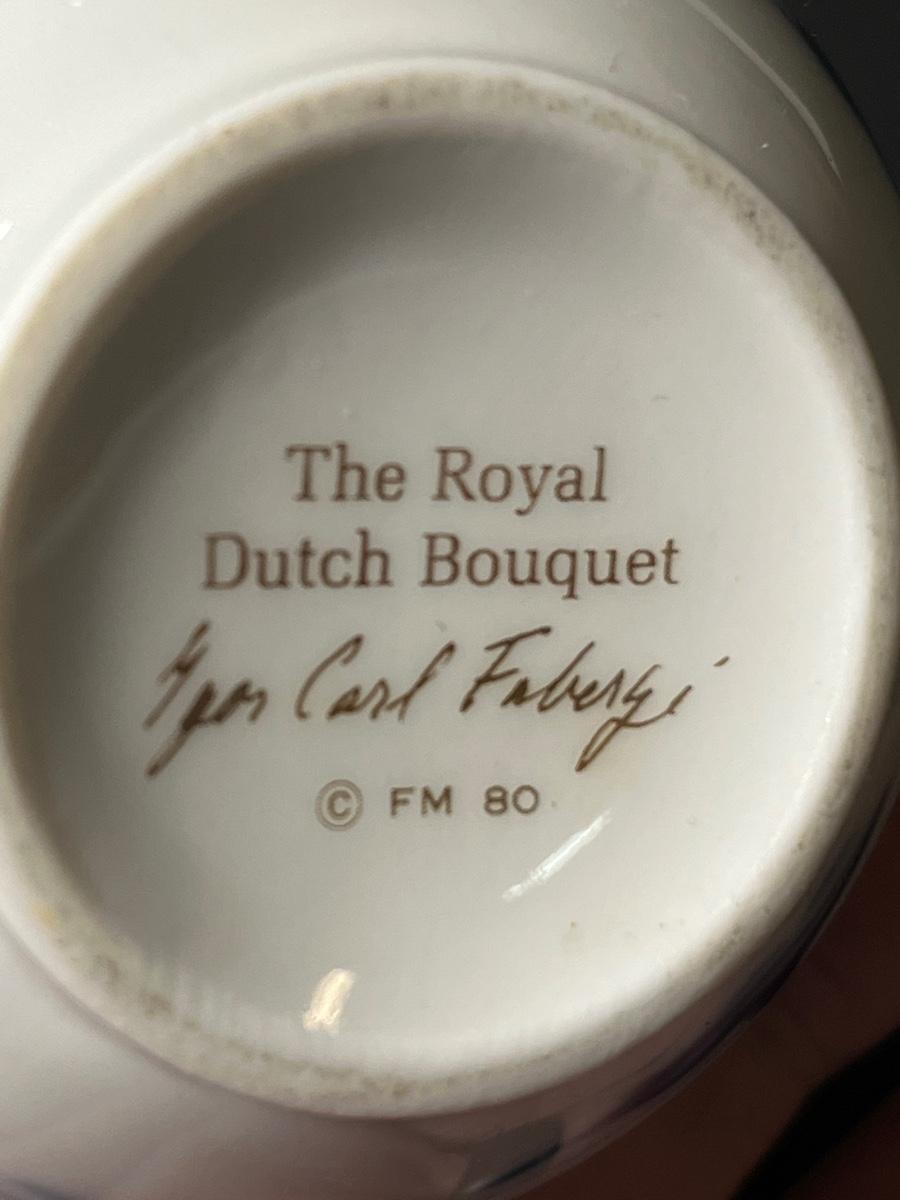 The Royal
Dutch Bouquet
Igor Carl Fabergé
© FM 80